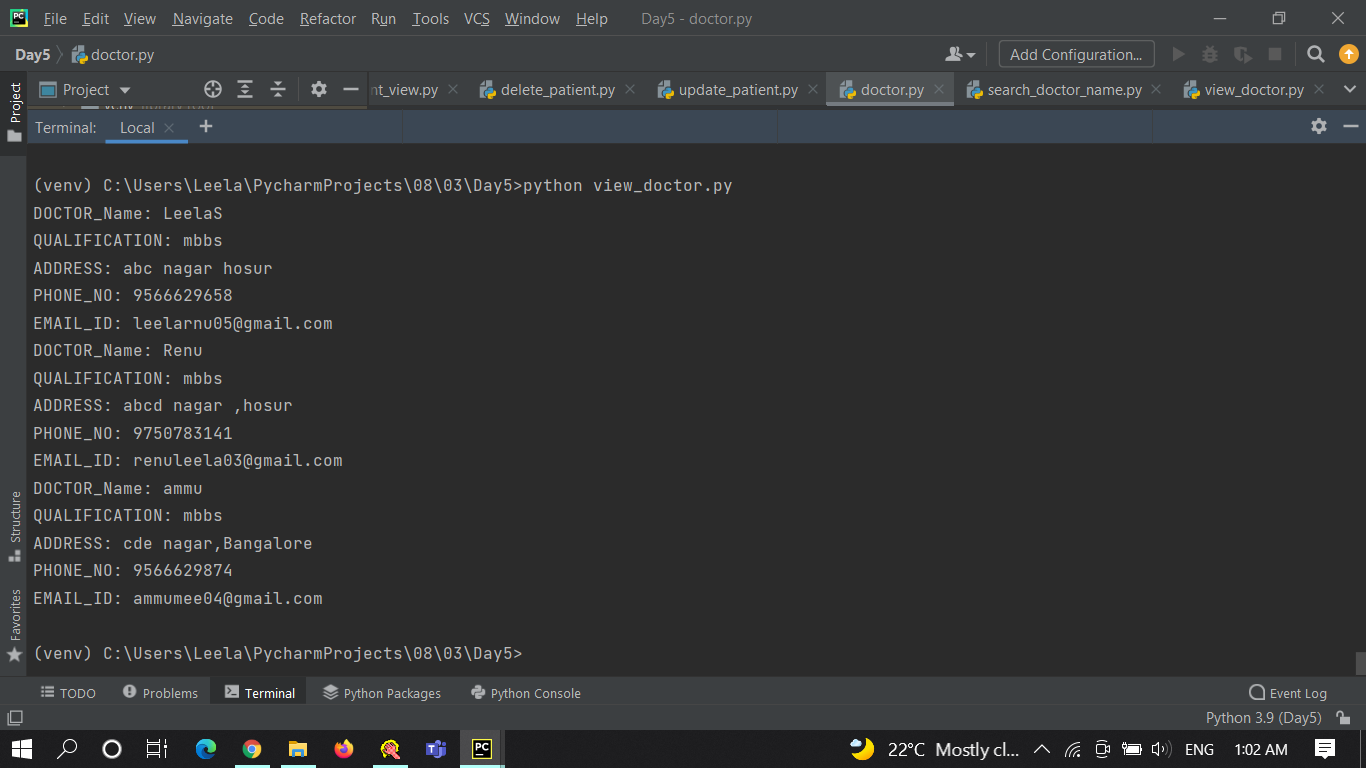 PC File Edit View Navigate Code Refactor Run Tools VCS Window Help Day5 - doctor.py
Day5 doctor.py Add Configuration...
Project Project nt_view.py delete_patient.py update_patient.py doctor.py search_doctor_name.py view_doctor.py
Terminal: Local
(venv) C:\Users\Leela\PycharmProjects\08\03\Day5>python view_doctor.py
DOCTOR_Name: LeelaS
QUALIFICATION: mbbs
ADDRESS: abc nagar hosur
PHONE_NO: 9566629658
EMAIL_ID: leelarnu05@gmail.com
DOCTOR_Name: Renu
QUALIFICATION: mbbs
ADDRESS: abcd nagar ,hosur
PHONE_NO: 9750783141
EMAIL_ID: renuleela03@gmail.com
DOCTOR_Name: ammu
QUALIFICATION: mbbs
ADDRESS: cde nagar,Bangalore
PHONE_NO: 9566629874
EMAIL_ID: ammumee04@gmail.com
(venv) C:\Users\Leela\PycharmProjects\08\03\Day5>
Structure
Favorites
TODO Problems Terminal Python Packages Python Console Event Log
Python 3.9 (Day5)
PC 22°C Mostly cl... ENG 1:02 AM